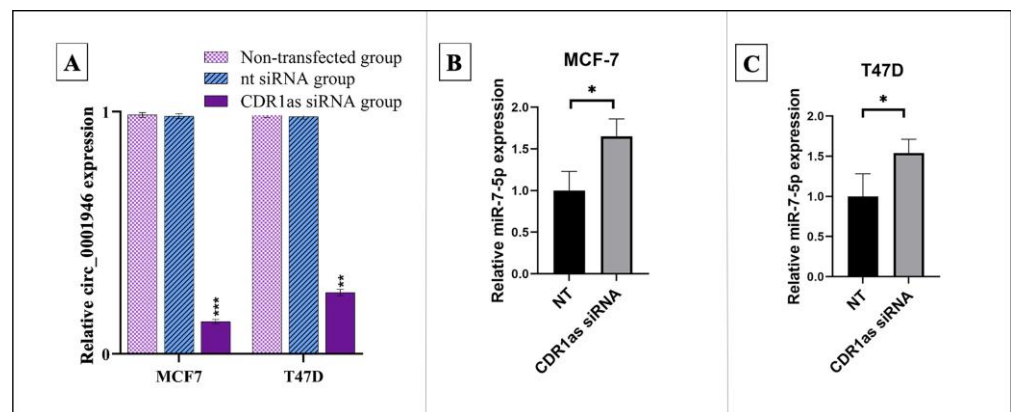 A
Non-transfected group
nt siRNA group
CDR1as siRNA group
Relative circ_0001946 expression
1
0
***
**
MCF7
T47D
B
MCF-7
*
Relative miR-7-5p expression
2.0
1.5
1.0
0.5
0.0
NT
CDR1as siRNA
C
T47D
*
Relative miR-7-5p expression
2.0
1.5
1.0
0.5
0.0
NT
CDR1as siRNA